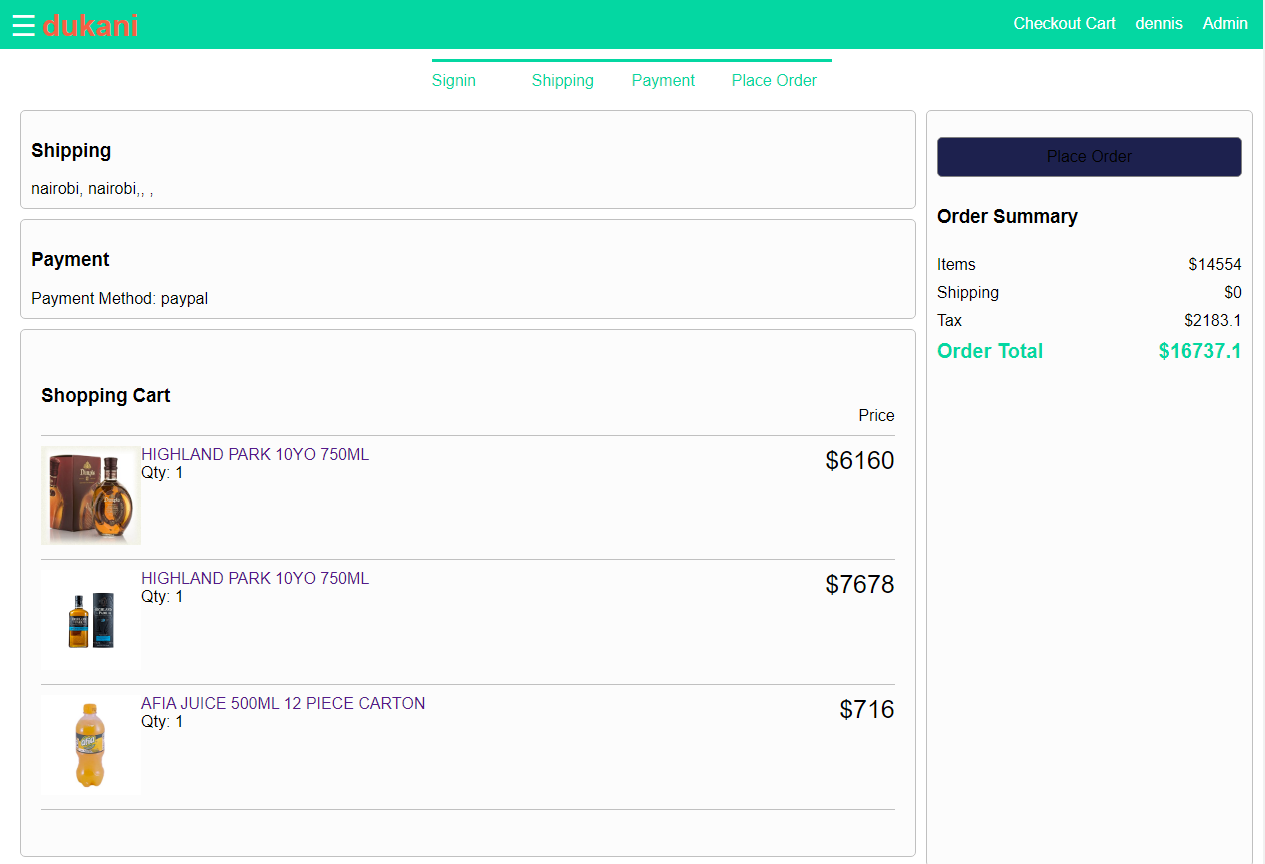 ☰ dukani
Checkout Cart dennis Admin
Signin Shipping Payment Place Order
Shipping
nairobi, nairobi,, ,
Payment
Payment Method: paypal
Shopping Cart
Price
HIGHLAND PARK 10YO 750ML
Qty: 1
$6160
Dimple
HIGHLAND PARK 10YO 750ML
Qty: 1
$7678
AFIA JUICE 500ML 12 PIECE CARTON
Qty: 1
$716
Place Order
Order Summary
Items $14554
Shipping $0
Tax $2183.1
Order Total $16737.1